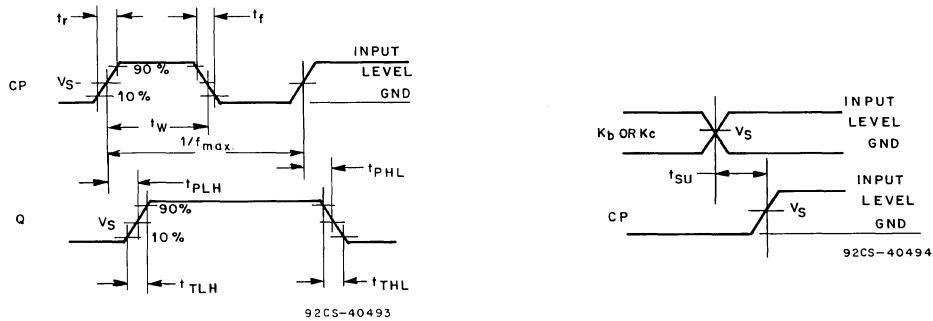 tr
tf
INPUT
LEVEL
GND
CP
VS
90%
10%
tW
1/fmax.
tPHL
tPLH
Q
VS
90%
10%
tTLH
tTHL
92CS-40493
Kb OR Kc
VS
INPUT
LEVEL
GND
tSU
INPUT
LEVEL
GND
CP
VS
92CS-40494